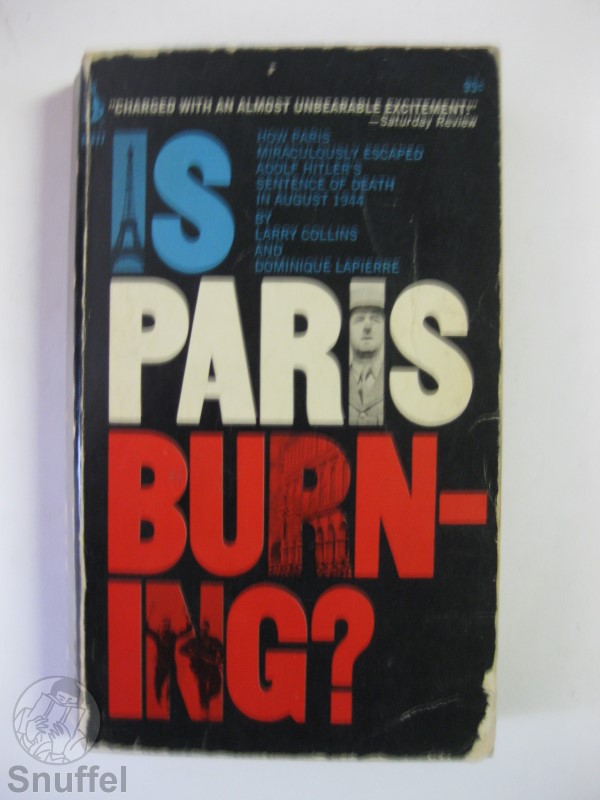 95¢
"CHARGED WITH AN ALMOST UNBEARABLE EXCITEMENT!"
—Saturday Review
IS
HOW PARIS
MIRACULOUSLY ESCAPED
ADOLF HITLER'S
SENTENCE OF DEATH
IN AUGUST 1944
BY
LARRY COLLINS
AND
DOMINIQUE LAPIERRE
PARIS
BURN-
ING?
Snuffel